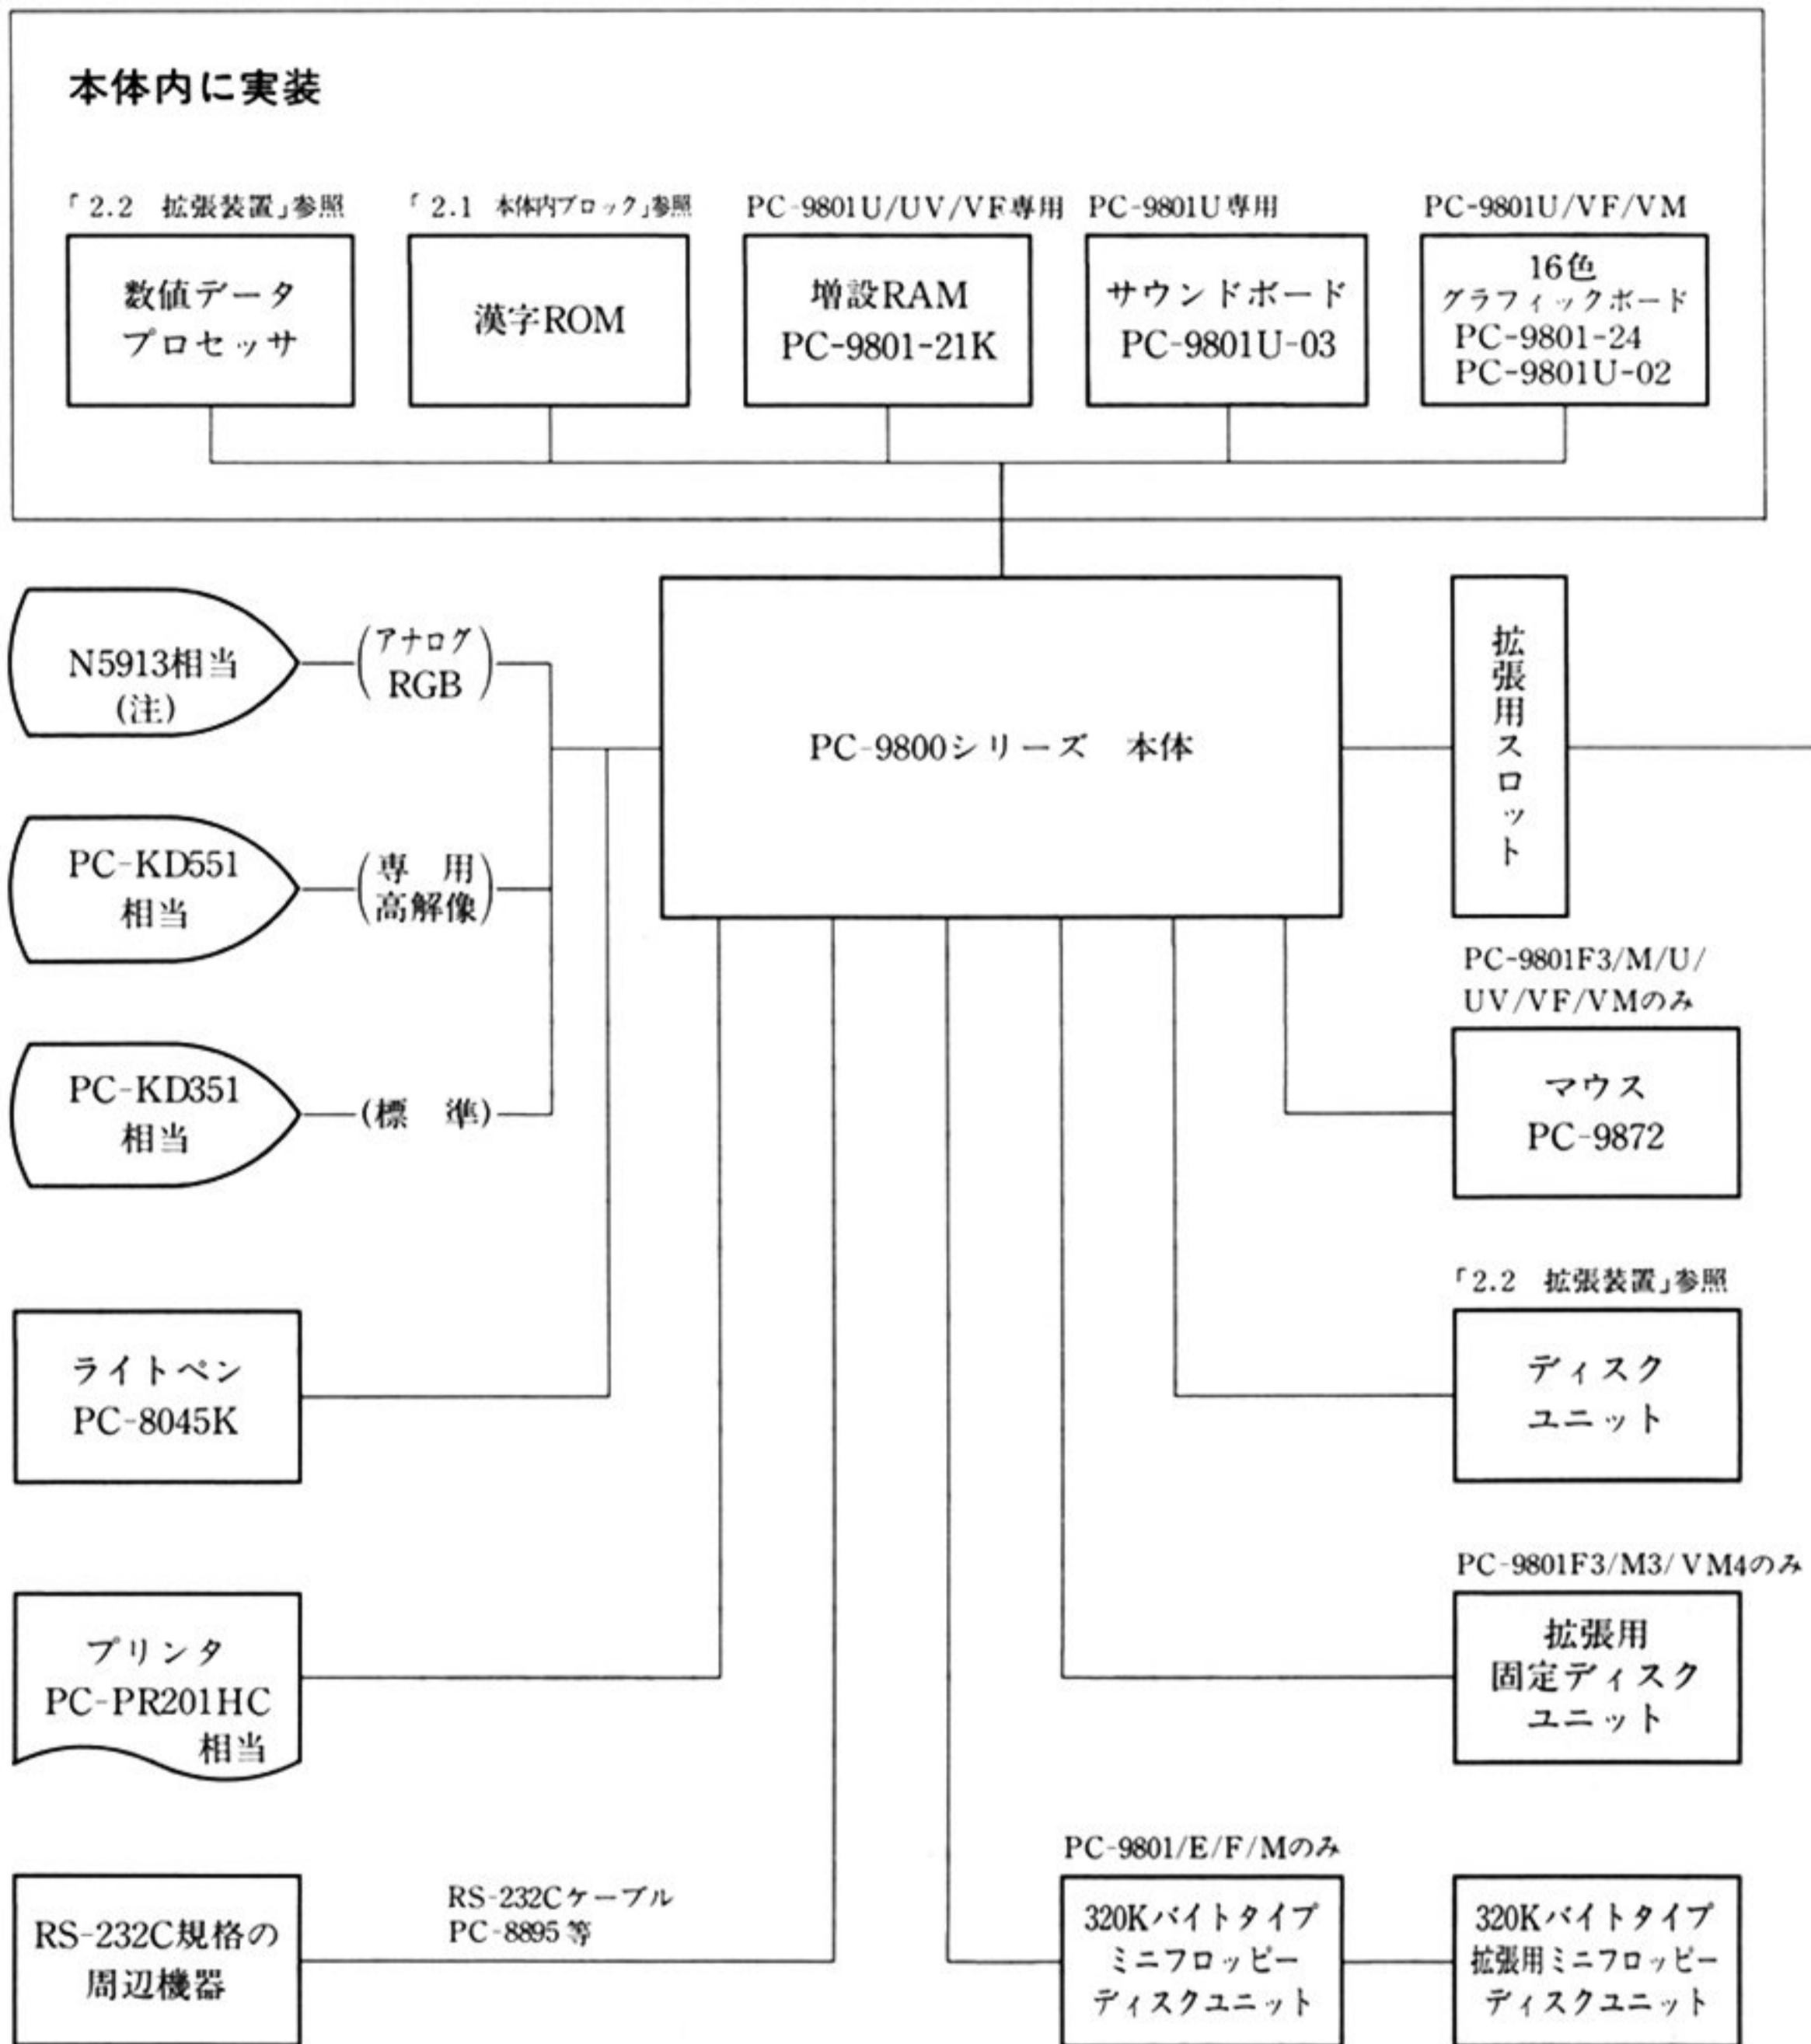 本体内に実装
「2.2 拡張装置」参照
数値データ
プロセッサ
「2.1 本体内ブロック」参照
漢字ROM
PC-9801U/UV/VF専用
増設RAM
PC-9801-21K
PC-9801U専用
サウンドボード
PC-9801U-03
PC-9801U/VF/VM
16色
グラフィックボード
PC-9801-24
PC-9801U-02
N5913相当
(注)
(アナログ
RGB)
PC-9800シリーズ 本体
拡張用スロット
PC-KD551
相当
(専 用
高解像)
PC-KD351
相当
(標 準)
PC-9801F3/M/U/
UV/VF/VMのみ
マウス
PC-9872
ライトペン
PC-8045K
「2.2 拡張装置」参照
ディスク
ユニット
プリンタ
PC-PR201HC
相当
PC-9801F3/M3/VM4のみ
拡張用
固定ディスク
ユニット
RS-232C規格の
周辺機器
RS-232Cケーブル
PC-8895等
PC-9801/E/F/Mのみ
320Kバイトタイプ
ミニフロッピー
ディスクユニット
320Kバイトタイプ
拡張用ミニフロッピー
ディスクユニット